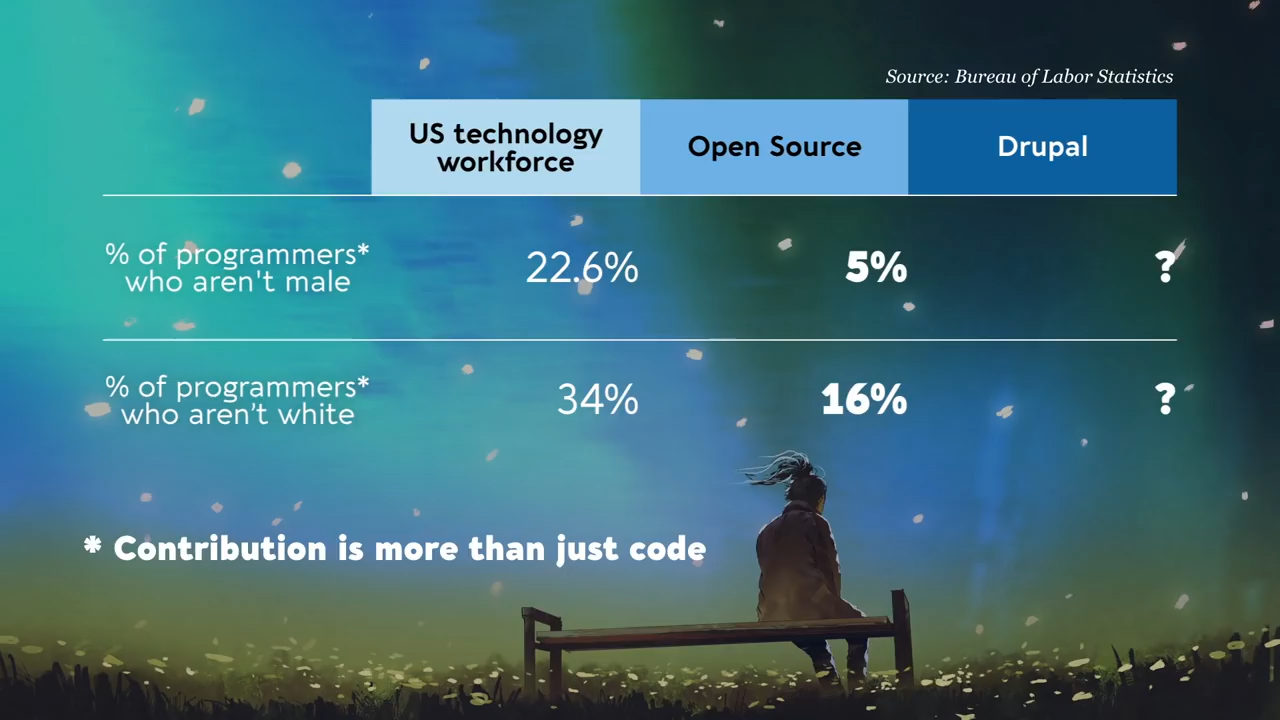 Source: Bureau of Labor Statistics
US technology
workforce
Open Source
Drupal
% of programmers*
who aren't male
22.6%
5%
?
% of programmers*
who aren’t white
34%
16%
?
* Contribution is more than just code